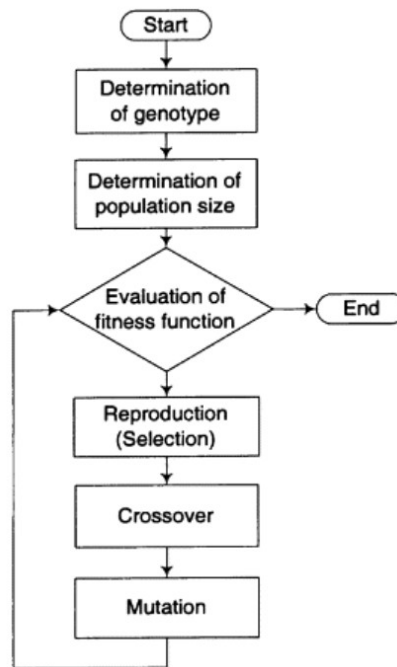 Start
Determination
of genotype
Determination of
population size
Evaluation of
fitness function
End
Reproduction
(Selection)
Crossover
Mutation